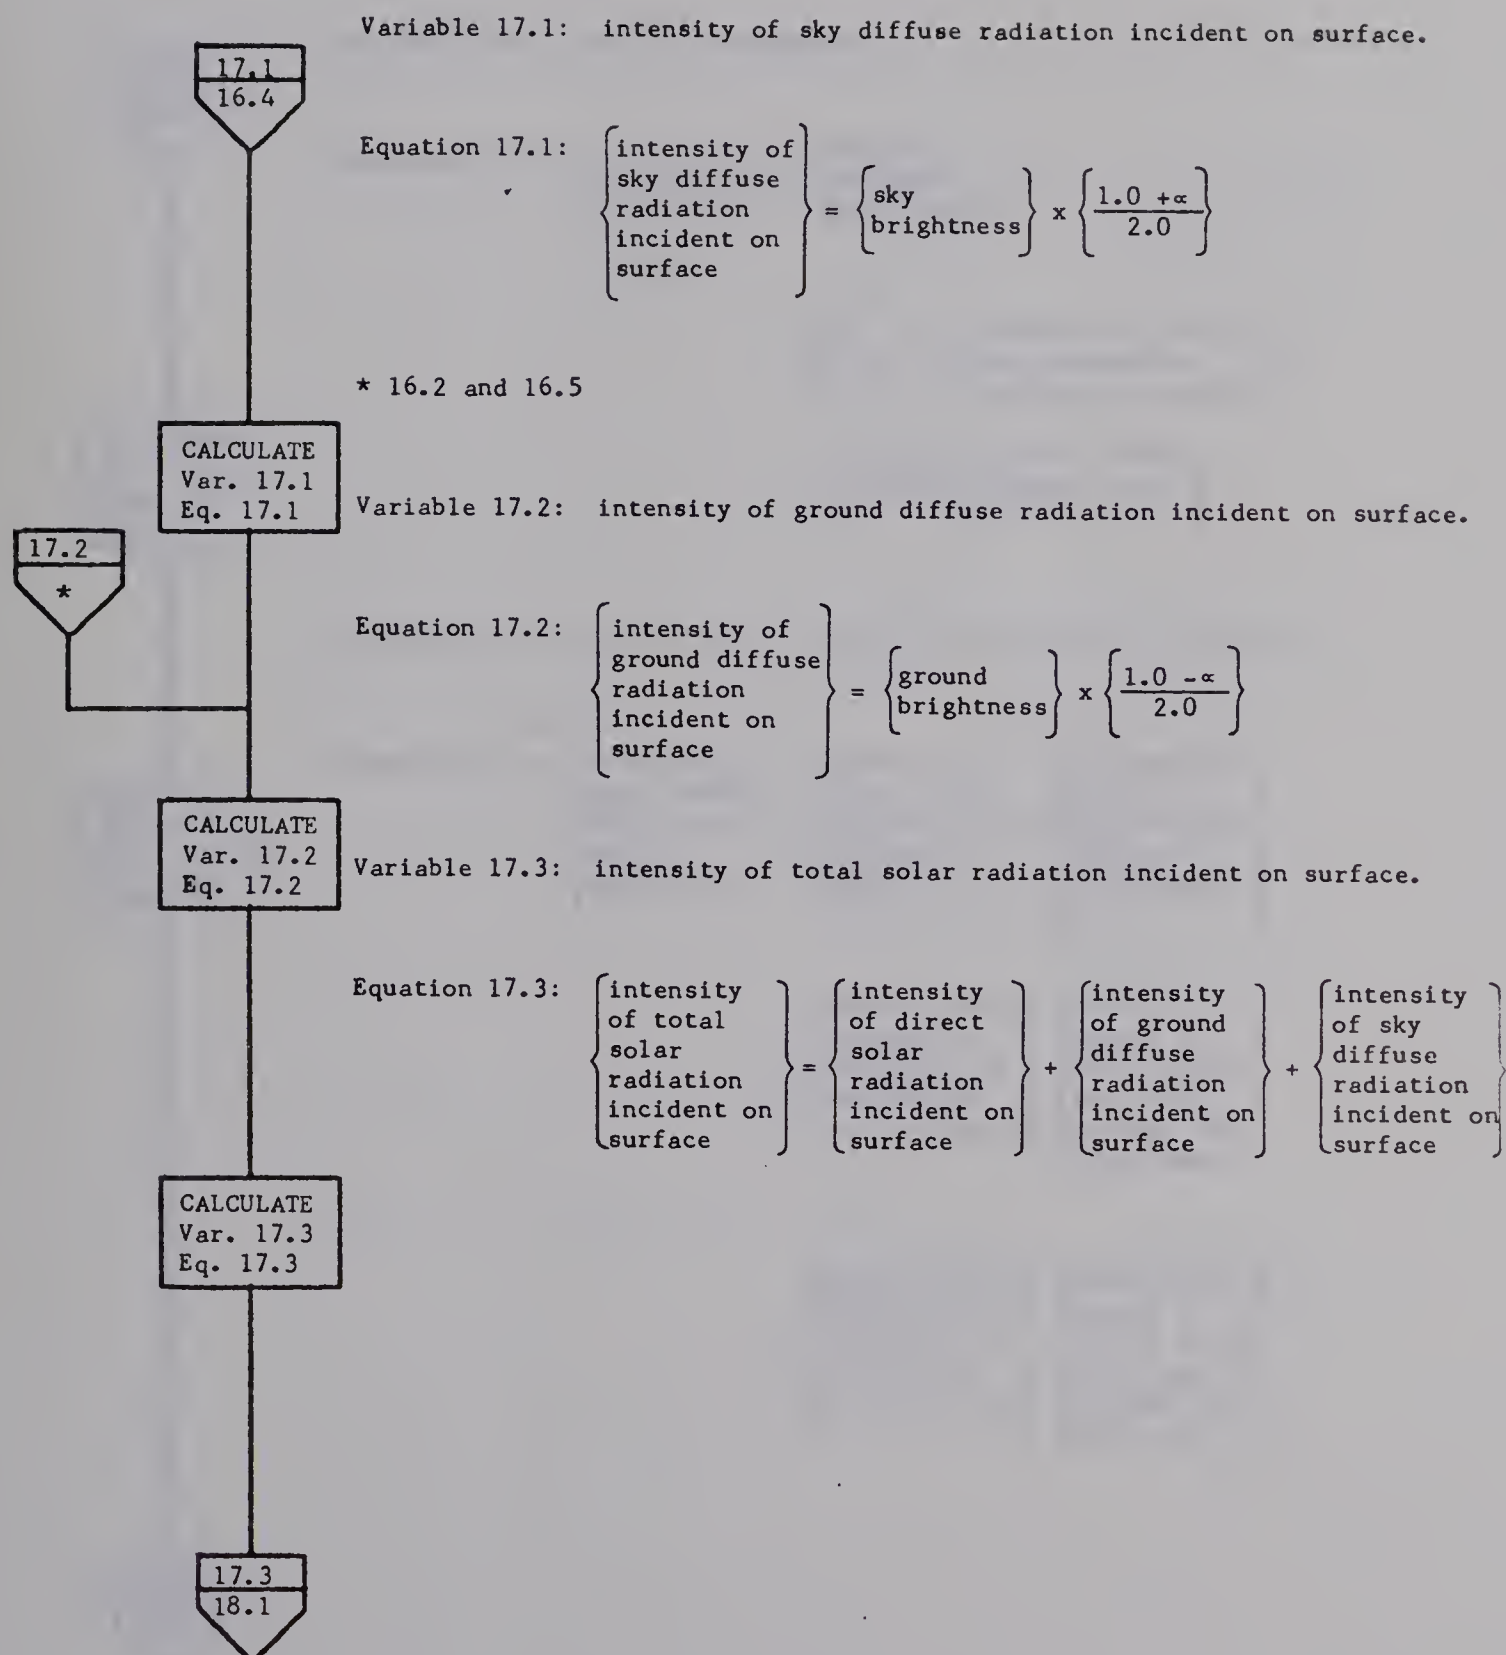 Variable 17.1: intensity of sky diffuse radiation incident on surface.
17.1
16.4
Equation 17.1: {intensity of sky diffuse radiation incident on surface} = {sky brightness} x {1.0 +∝ / 2.0}
* 16.2 and 16.5
CALCULATE
Var. 17.1
Eq. 17.1
Variable 17.2: intensity of ground diffuse radiation incident on surface.
17.2
*
Equation 17.2: {intensity of ground diffuse radiation incident on surface} = {ground brightness} x {1.0 -∝ / 2.0}
CALCULATE
Var. 17.2
Eq. 17.2
Variable 17.3: intensity of total solar radiation incident on surface.
Equation 17.3: {intensity of total solar radiation incident on surface} = {intensity of direct solar radiation incident on surface} + {intensity of ground diffuse radiation incident on surface} + {intensity of sky diffuse radiation incident on surface}
CALCULATE
Var. 17.3
Eq. 17.3
17.3
18.1